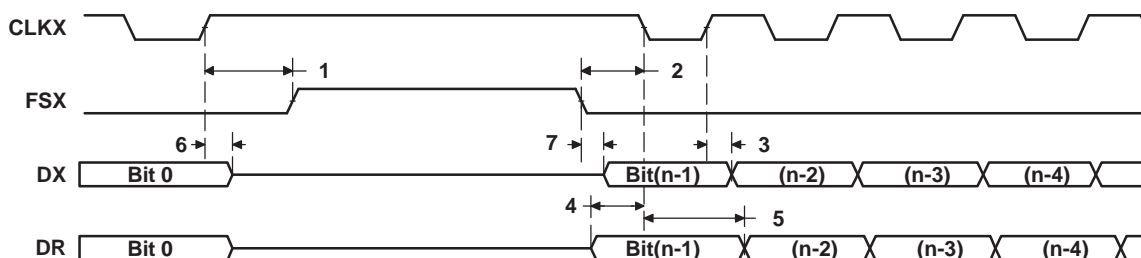 CLKX
1 2
FSX
6 7 3
DX Bit 0 Bit(n-1) (n-2) (n-3) (n-4)
4 5
DR Bit 0 Bit(n-1) (n-2) (n-3) (n-4)